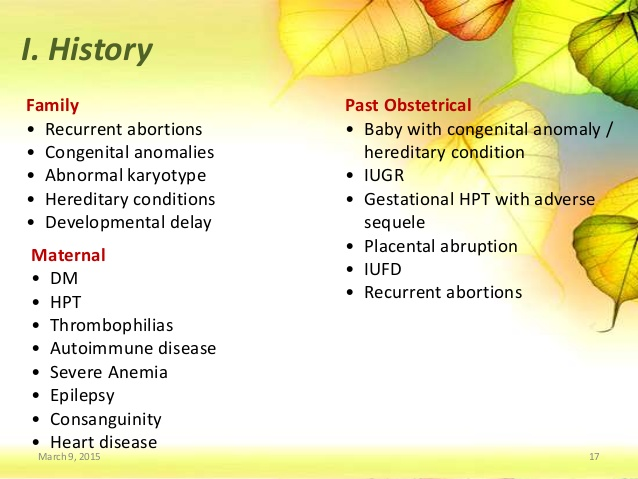 I. History
Family
• Recurrent abortions
• Congenital anomalies
• Abnormal karyotype
• Hereditary conditions
• Developmental delay
Maternal
• DM
• HPT
• Thrombophilias
• Autoimmune disease
• Severe Anemia
• Epilepsy
• Consanguinity
• Heart disease
Past Obstetrical
• Baby with congenital anomaly /
hereditary condition
• IUGR
• Gestational HPT with adverse
sequele
• Placental abruption
• IUFD
• Recurrent abortions
March 9, 2015
17